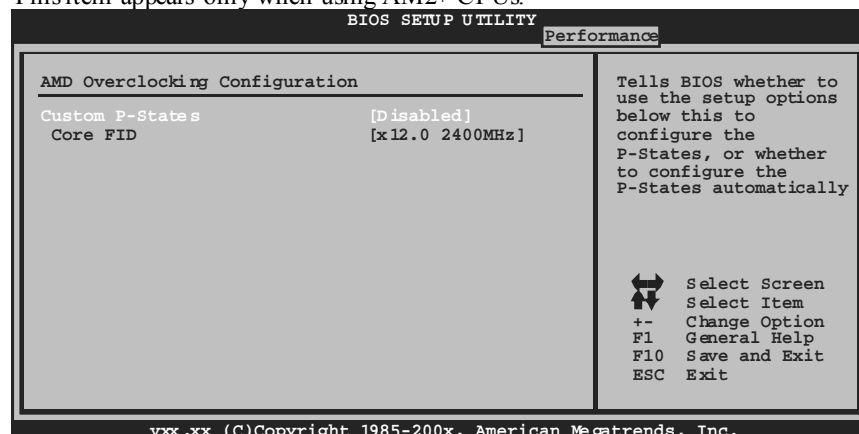 This item appears only when using AM2+ CPUs.
BIOS SETUP UTILITY
Performance
AMD Overclocking Configuration
Custom P-States [Disabled]
Core FID [x12.0 2400MHz]
Tells BIOS whether to
use the setup options
below this to
configure the
P-States, or whether
to configure the
P-States automatically
Select Screen
Select Item
+- Change Option
F1 General Help
F10 Save and Exit
ESC Exit
vxx.xx (C)Copyright 1985-200x, American Megatrends, Inc.